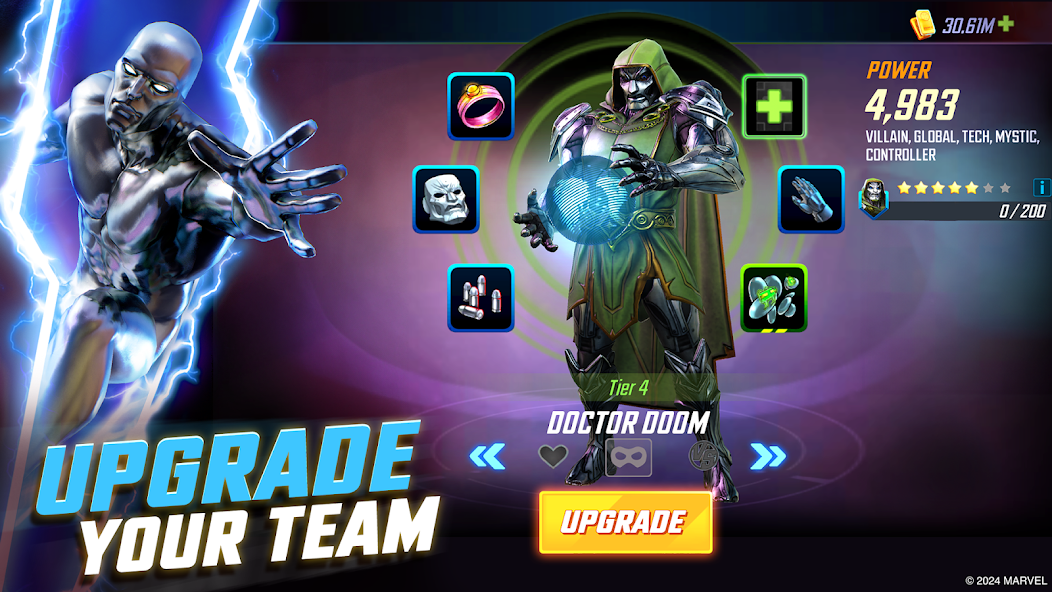 30.61M
POWER
4,983
VILLAIN, GLOBAL, TECH, MYSTIC,
CONTROLLER
i
0 / 200
Tier 4
DOCTOR DOOM
UPGRADE
UPGRADE
YOUR TEAM
© 2024 MARVEL